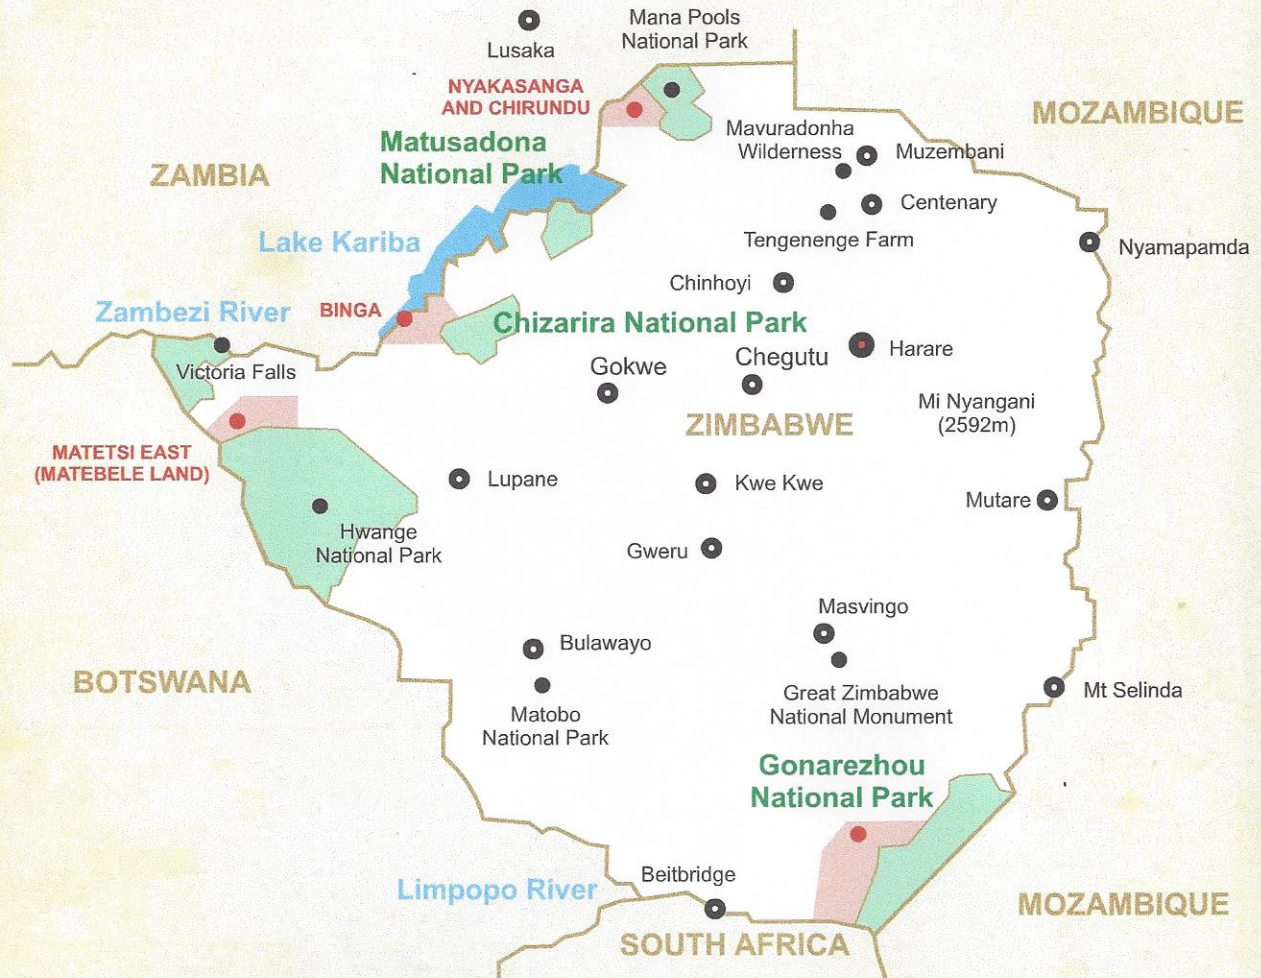 Lusaka
Mana Pools
National Park
NYAKASANGA
AND CHIRUNDU
MOZAMBIQUE
Matusadona
National Park
Mavuradonha
Wilderness
Muzembani
ZAMBIA
Centenary
Lake Kariba
Tengenenge Farm
Nyamapamda
Chinhoyi
Zambezi River
BINGA
Chizarira National Park
Harare
Victoria Falls
Gokwe
Chegutu
Mi Nyangani
(2592m)
ZIMBABWE
MATETSI EAST
(MATEBELE LAND)
Lupane
Kwe Kwe
Mutare
Hwange
National Park
Gweru
Masvingo
Bulawayo
BOTSWANA
Great Zimbabwe
National Monument
Mt Selinda
Matobo
National Park
Gonarezhou
National Park
Beitbridge
Limpopo River
MOZAMBIQUE
SOUTH AFRICA